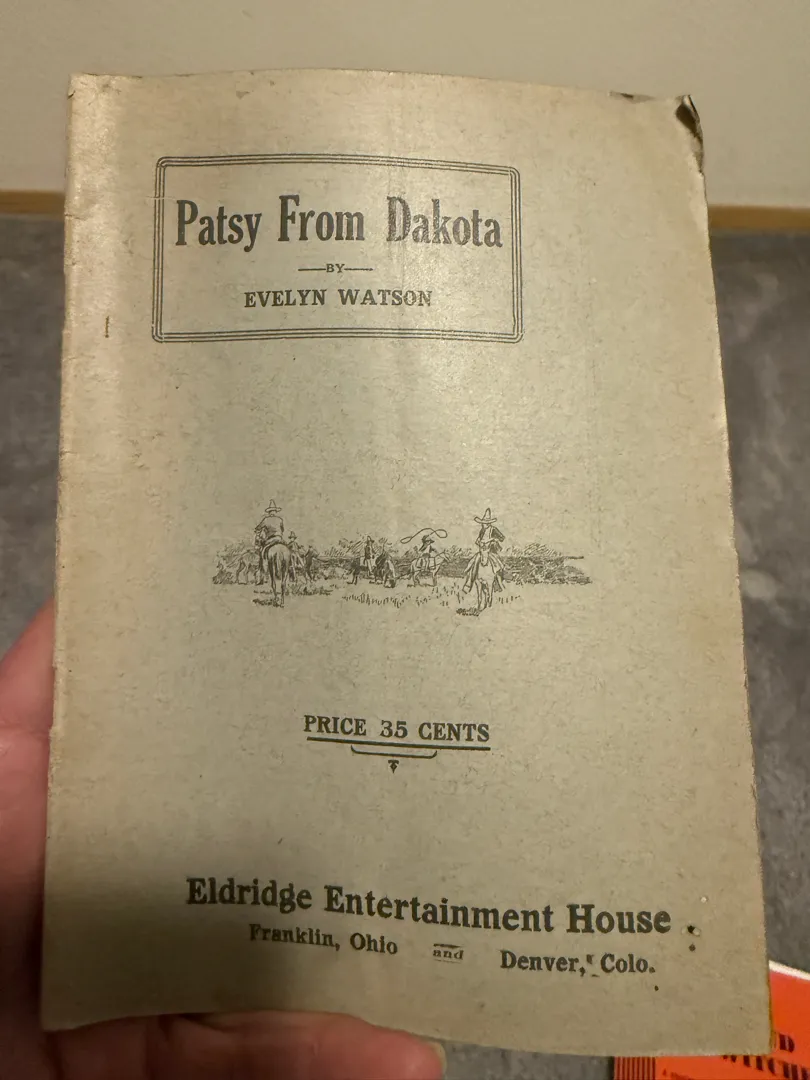 Patsy From Dakota
BY
EVELYN WATSON
PRICE 35 CENTS
Eldridge Entertainment House
Franklin, Ohio and Denver, Colo.